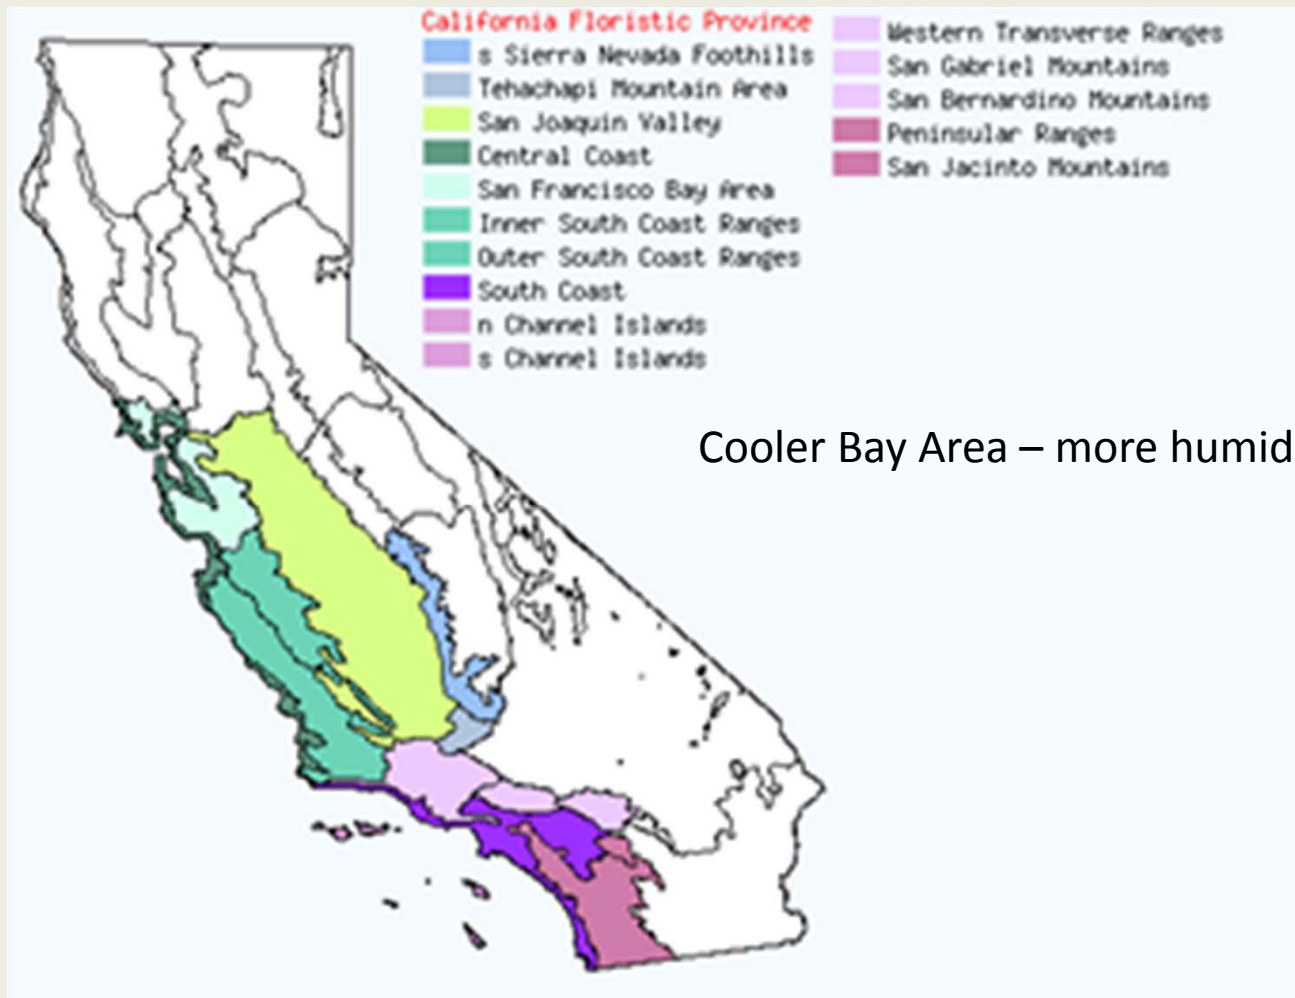 California Floristic Province
s Sierra Nevada Foothills
Tehachapi Mountain Area
San Joaquin Valley
Central Coast
San Francisco Bay Area
Inner South Coast Ranges
Outer South Coast Ranges
South Coast
n Channel Islands
s Channel Islands
Western Transverse Ranges
San Gabriel Mountains
San Bernardino Mountains
Peninsular Ranges
San Jacinto Mountains
Cooler Bay Area – more humid